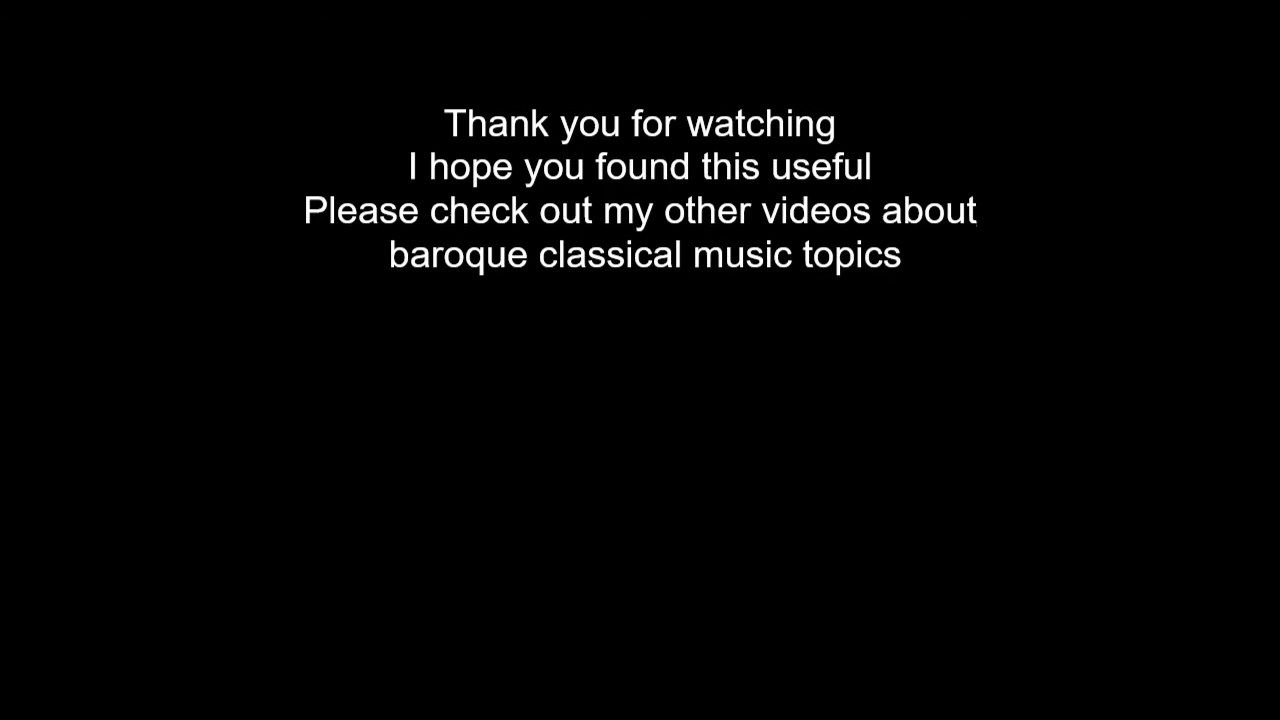 Thank you for watching
I hope you found this useful
Please check out my other videos about
baroque classical music topics